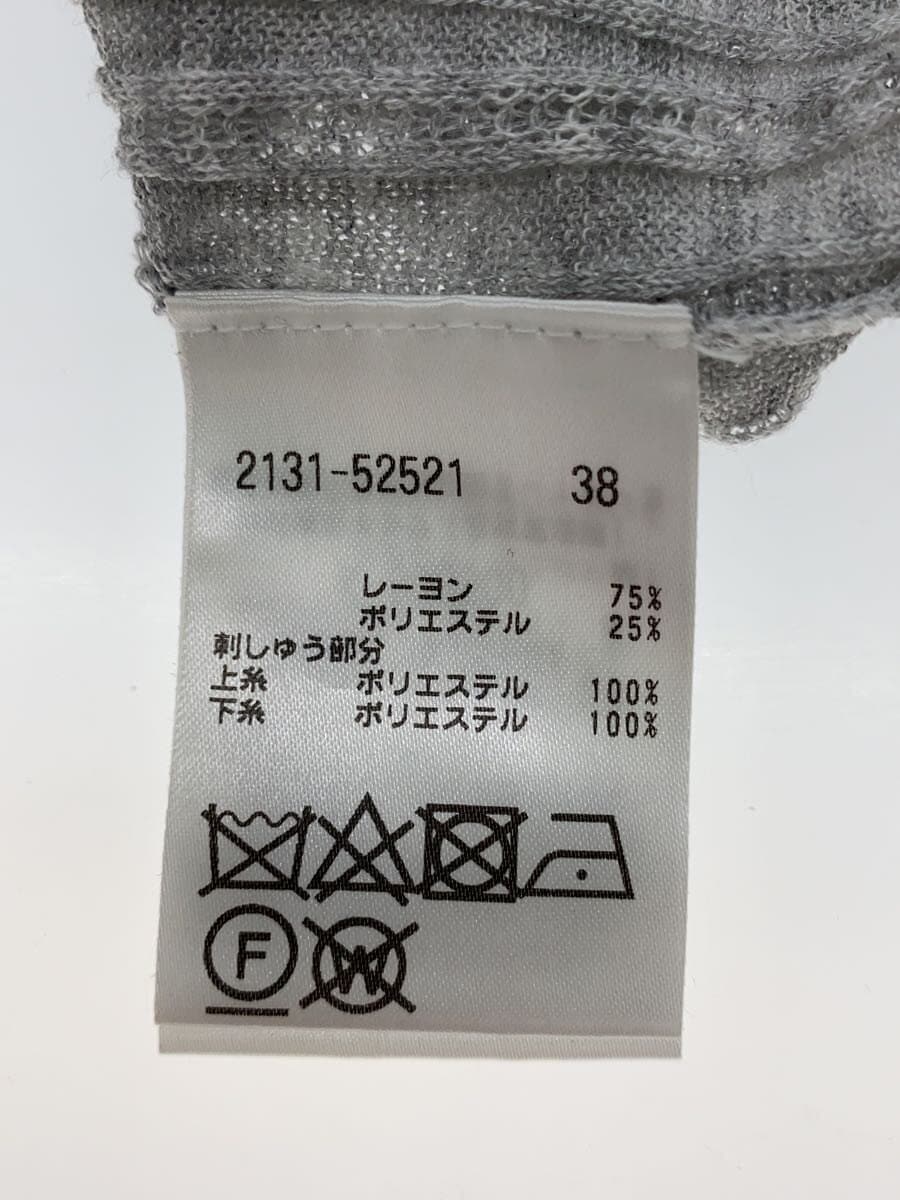 2131-52521 38
レーヨン 75%
ポリエステル 25%
刺しゅう部分
上糸 ポリエステル 100%
下糸 ポリエステル 100%
F W